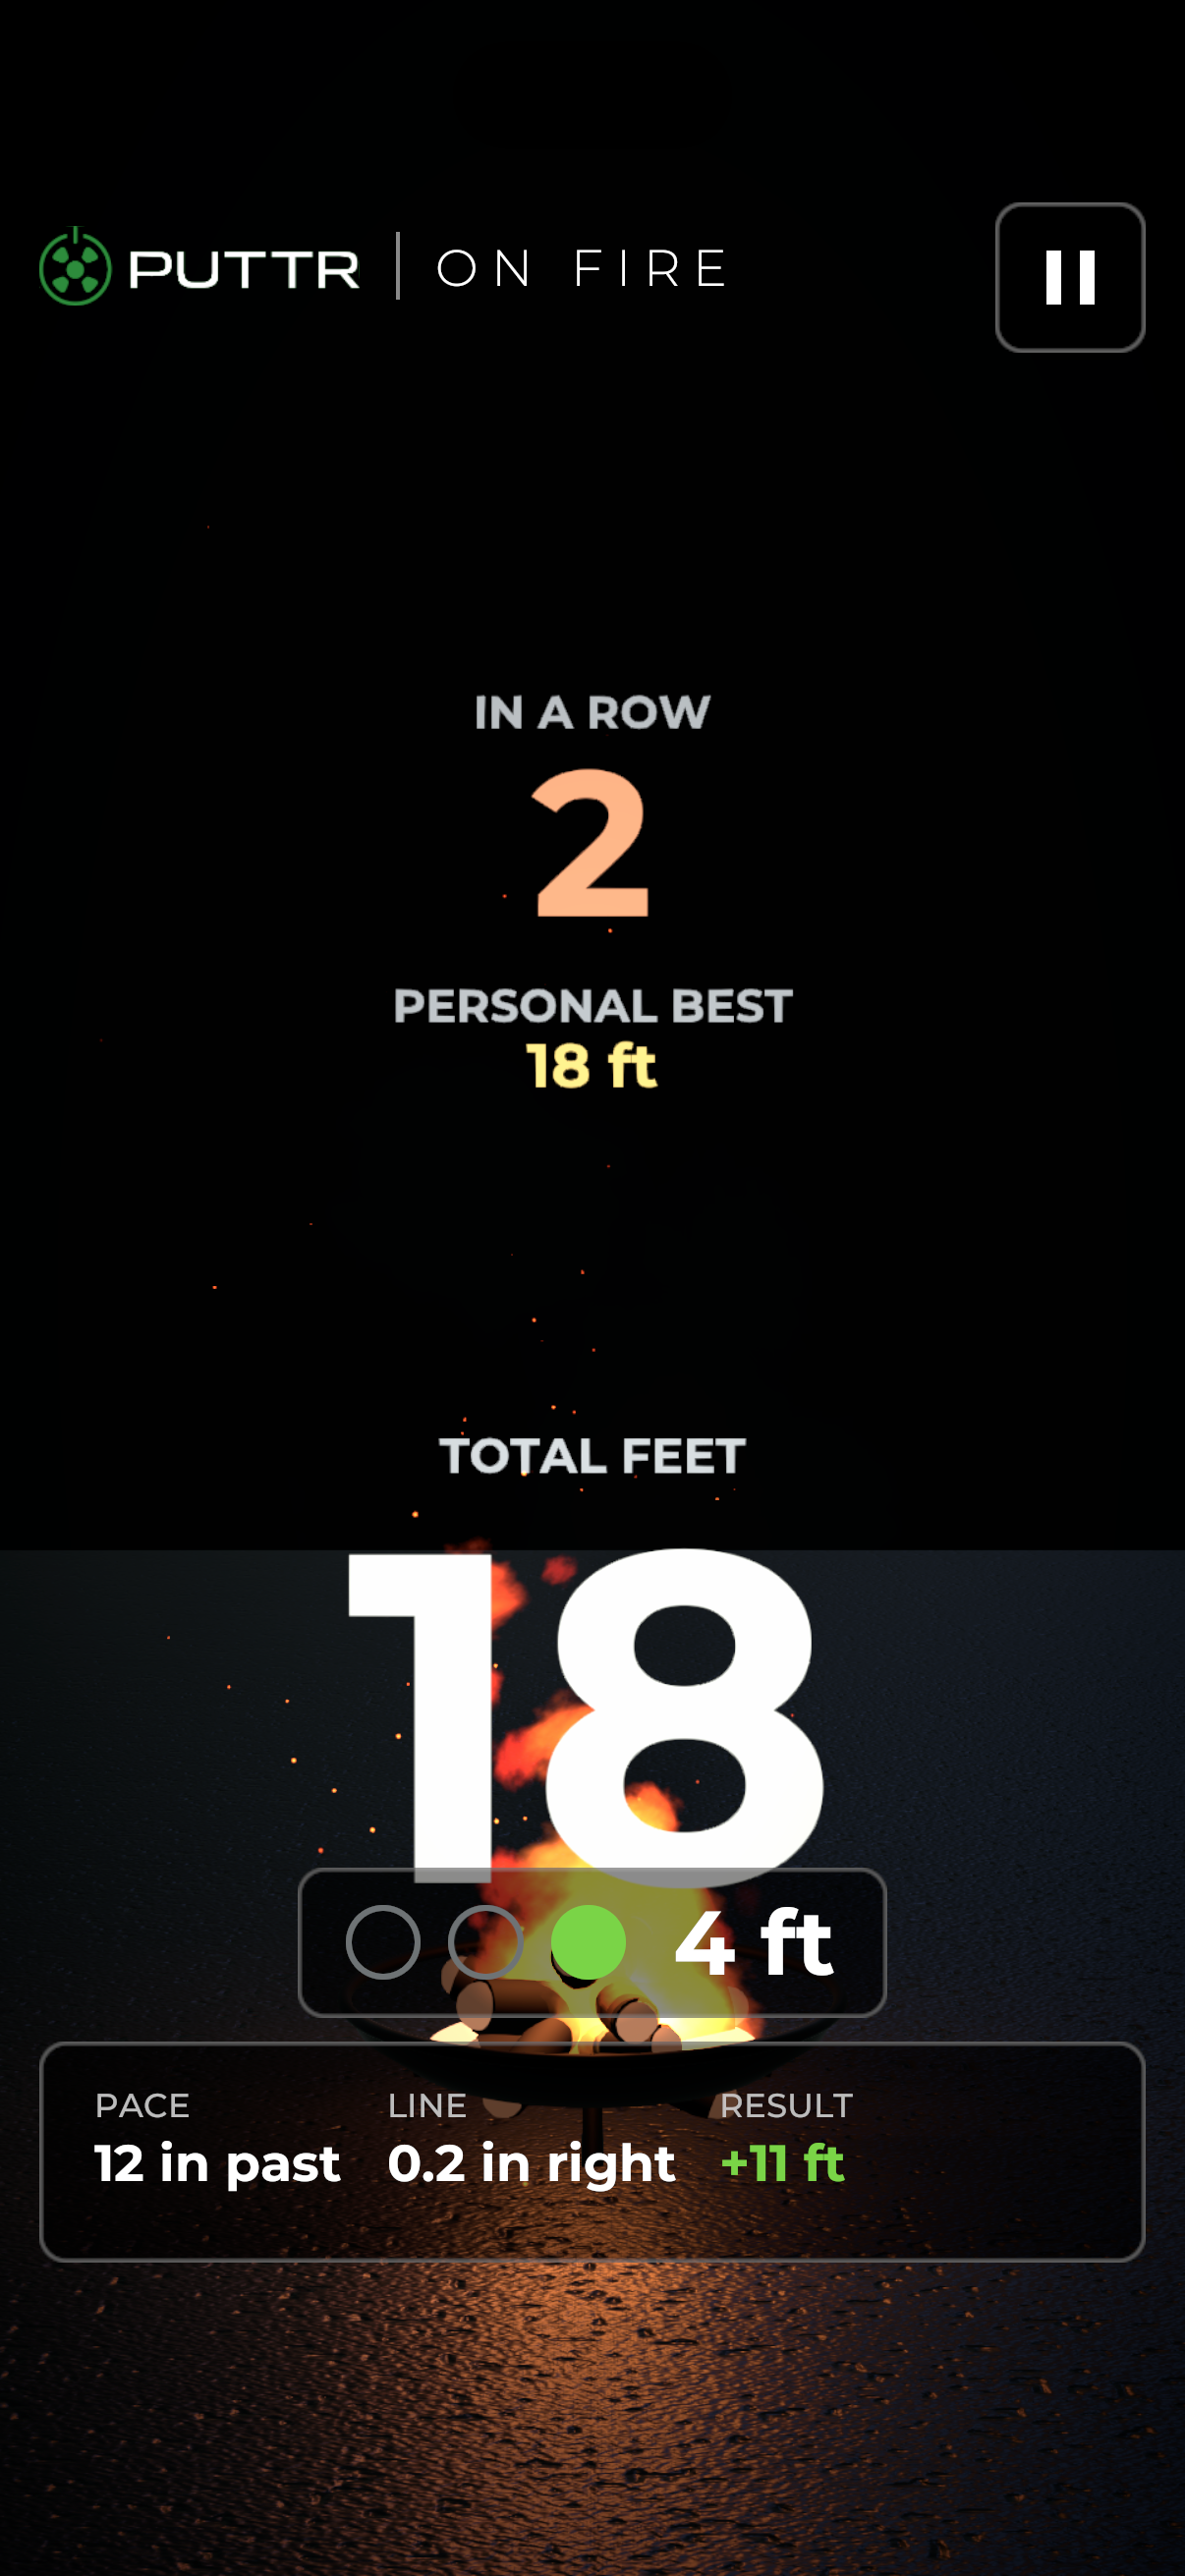 PUTTR | ON FIRE
IN A ROW
2
PERSONAL BEST
18 ft
TOTAL FEET
18
4 ft
PACE LINE RESULT
12 in past 0.2 in right +11 ft